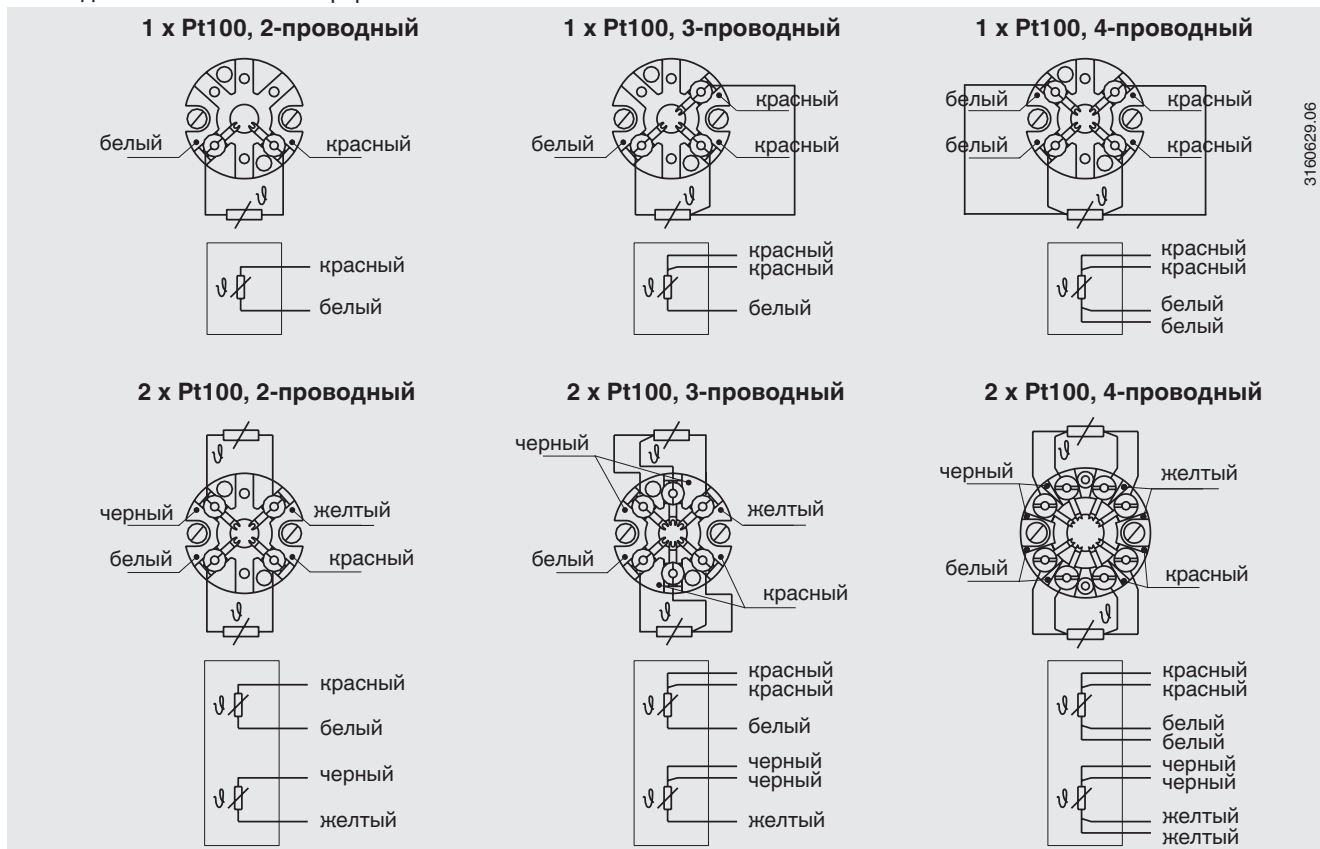 1 x Pt100, 2-проводный
белый
красный
ϑ
ϑ
красный
белый
1 x Pt100, 3-проводный
красный
белый
красный
ϑ
ϑ
красный
красный
белый
1 x Pt100, 4-проводный
белый
красный
белый
красный
ϑ
ϑ
красный
красный
белый
белый
3160629.06
2 x Pt100, 2-проводный
ϑ
черный
желтый
белый
красный
ϑ
ϑ
красный
белый
ϑ
черный
желтый
2 x Pt100, 3-проводный
черный
ϑ
желтый
белый
красный
ϑ
ϑ
красный
красный
белый
ϑ
черный
черный
желтый
2 x Pt100, 4-проводный
ϑ
черный
желтый
белый
красный
ϑ
ϑ
красный
красный
белый
белый
ϑ
черный
черный
желтый
желтый